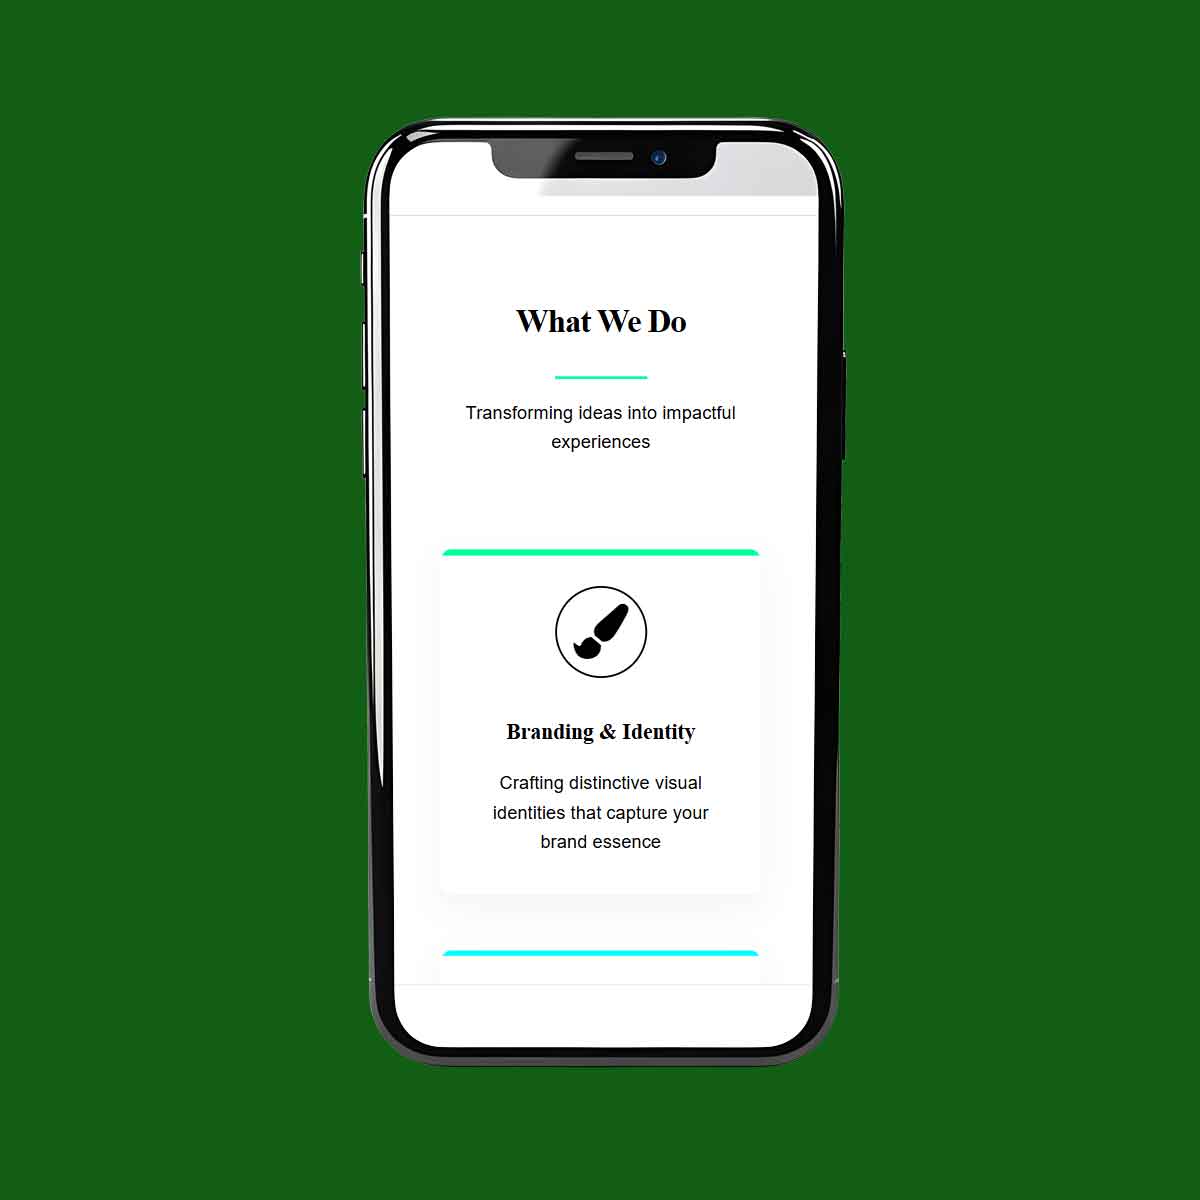 What We Do
Transforming ideas into impactful
experiences
Branding & Identity
Crafting distinctive visual
identities that capture your
brand essence